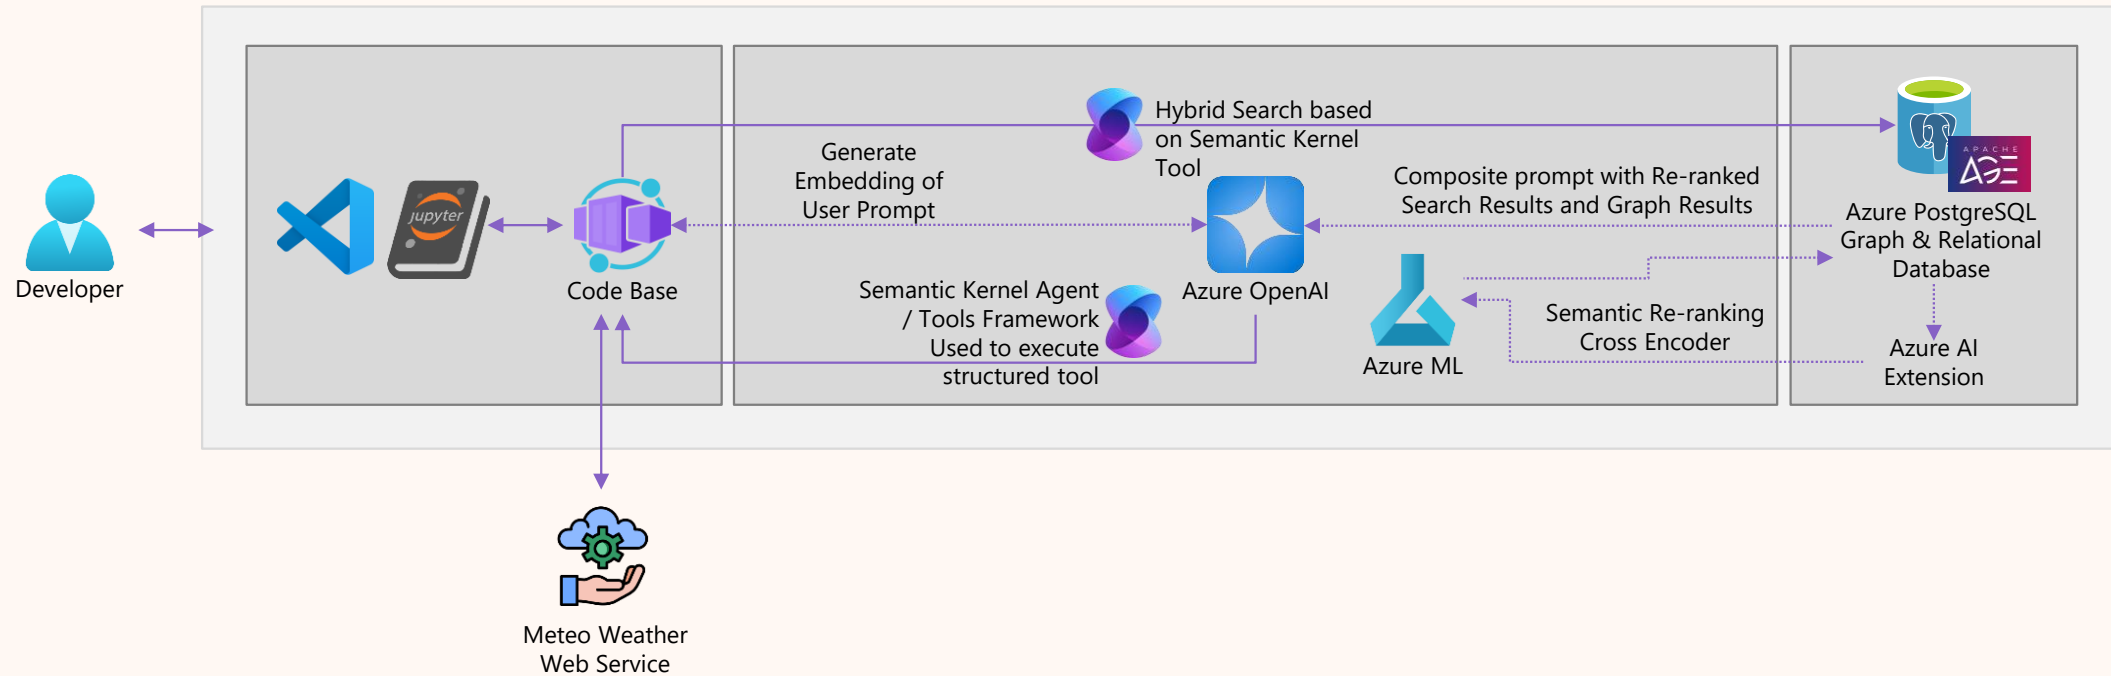 Developer
jupyter
Code Base
Generate
Embedding of
User Prompt
Hybrid Search based
on Semantic Kernel
Tool
Semantic Kernel Agent
/ Tools Framework
Used to execute
structured tool
Azure OpenAI
Composite prompt with Re-ranked
Search Results and Graph Results
Azure ML
Semantic Re-ranking
Cross Encoder
APACHE
AGE
Azure PostgreSQL
Graph & Relational
Database
Azure AI
Extension
Meteo Weather
Web Service